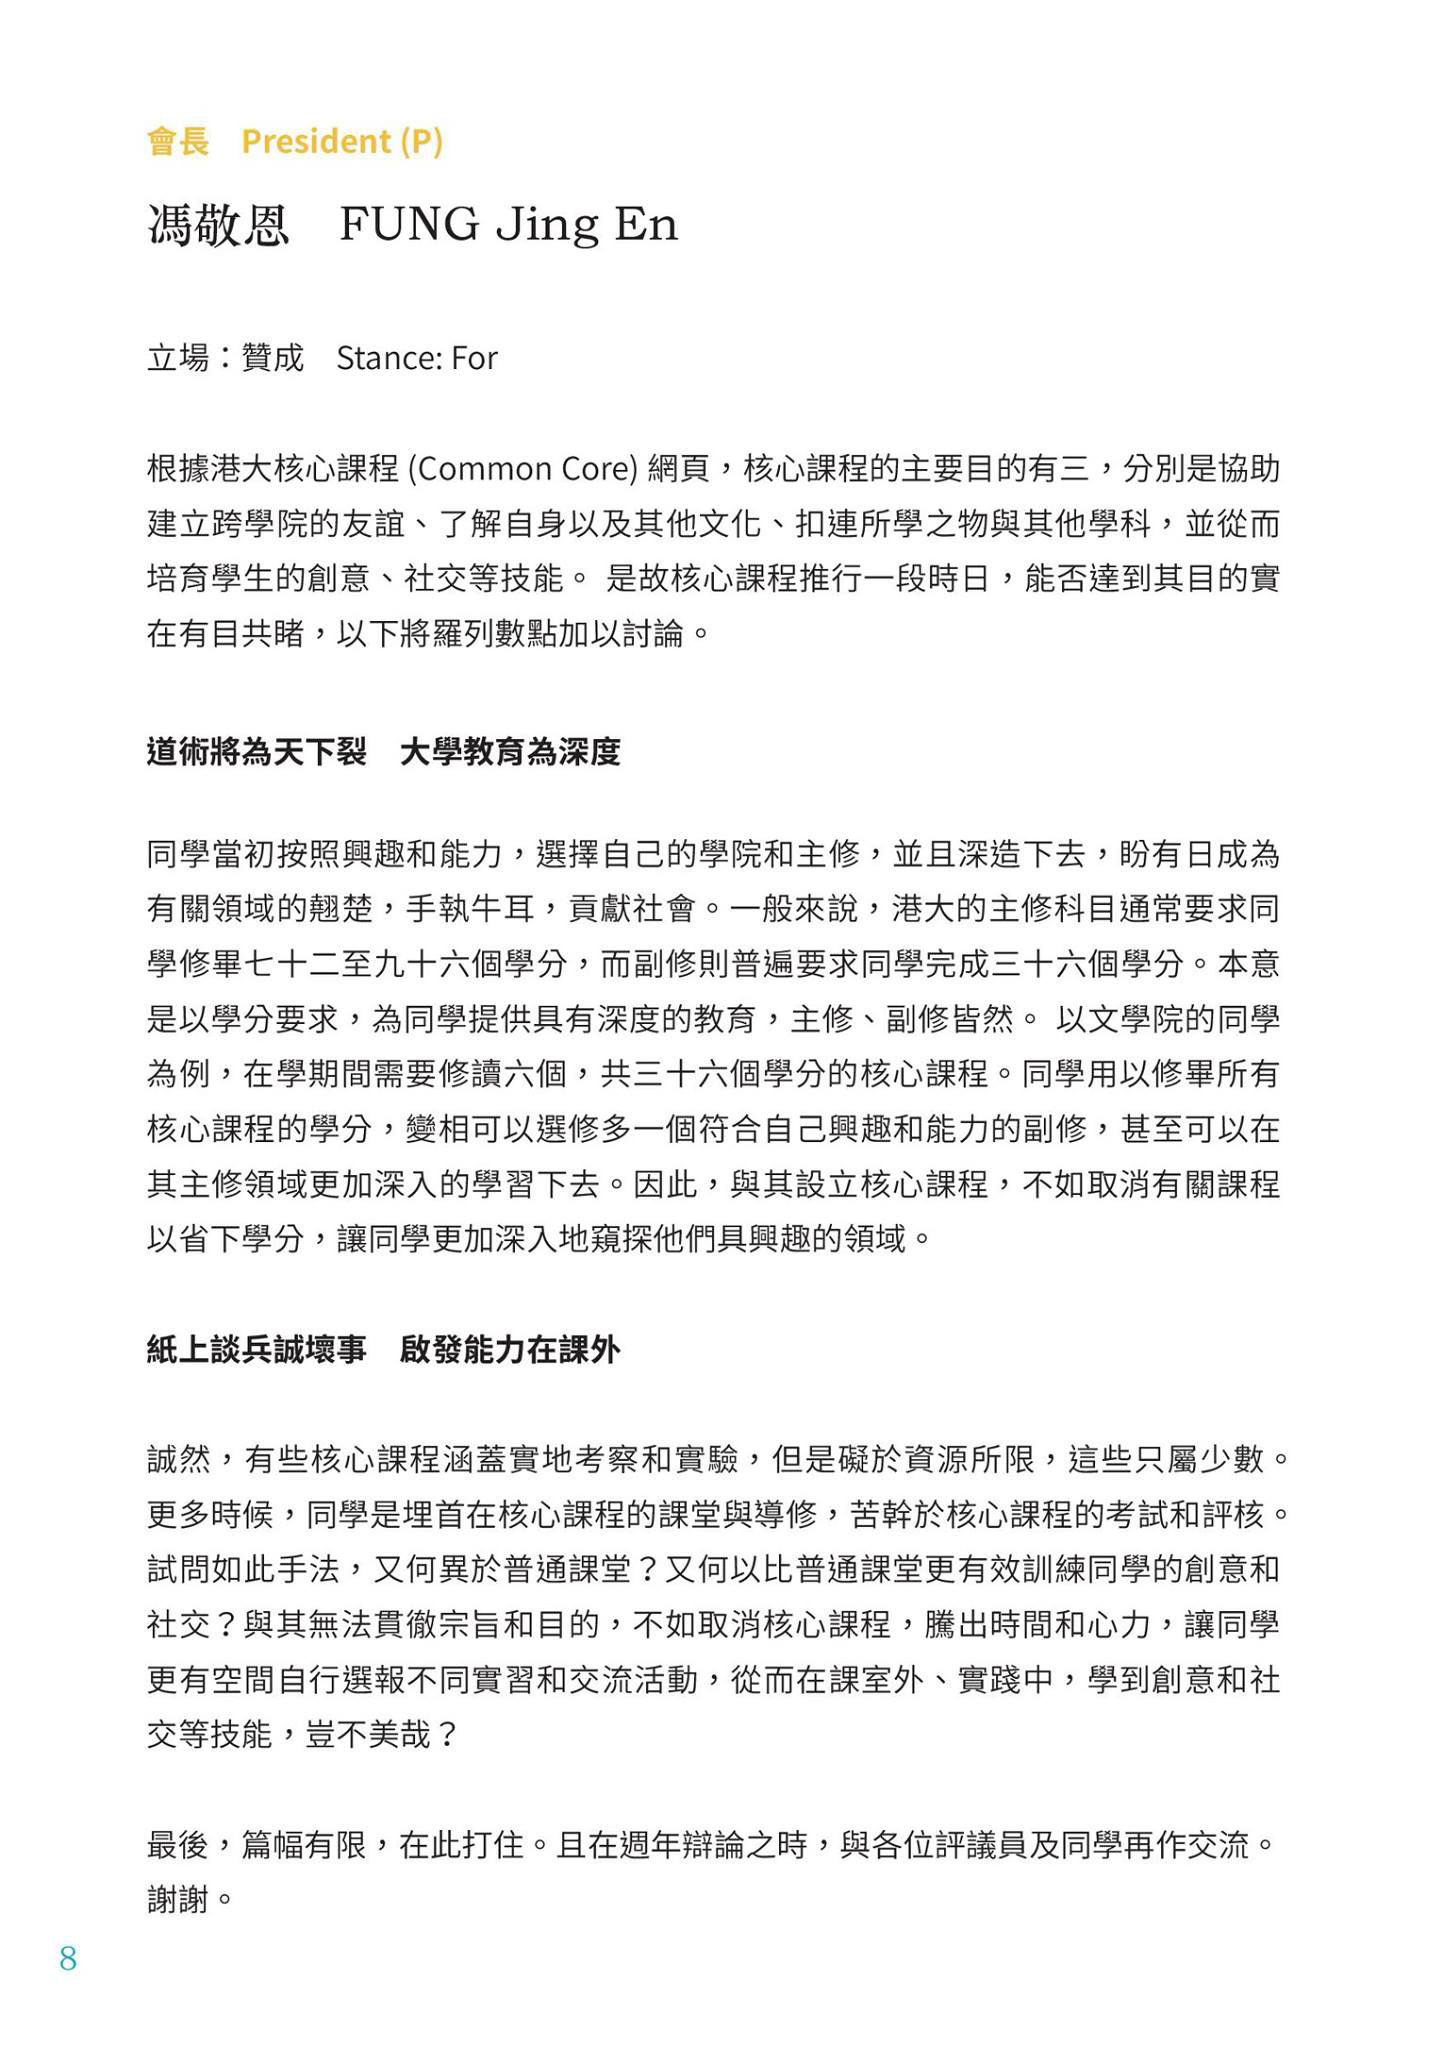 會長　President (P)
馮敬恩　FUNG Jing En
立場：贊成　Stance: For
根據港大核心課程 (Common Core) 網頁，核心課程的主要目的有三，分別是協助
建立跨學院的友誼、了解自身以及其他文化、扣連所學之物與其他學科，並從而
培育學生的創意、社交等技能。 是故核心課程推行一段時日，能否達到其目的實
在有目共睹，以下將羅列數點加以討論。
道術將為天下裂　大學教育為深度
同學當初按照興趣和能力，選擇自己的學院和主修，並且深造下去，盼有日成為
有關領域的翹楚，手執牛耳，貢獻社會。一般來說，港大的主修科目通常要求同
學修畢七十二至九十六個學分，而副修則普遍要求同學完成三十六個學分。本意
是以學分要求，為同學提供具有深度的教育，主修、副修皆然。 以文學院的同學
為例，在學期間需要修讀六個，共三十六個學分的核心課程。同學用以修畢所有
核心課程的學分，變相可以選修多一個符合自己興趣和能力的副修，甚至可以在
其主修領域更加深入的學習下去。因此，與其設立核心課程，不如取消有關課程
以省下學分，讓同學更加深入地窺探他們具興趣的領域。
紙上談兵誠壞事　啟發能力在課外
誠然，有些核心課程涵蓋實地考察和實驗，但是礙於資源所限，這些只屬少數。
更多時候，同學是埋首在核心課程的課堂與導修，苦幹於核心課程的考試和評核。
試問如此手法，又何異於普通課堂？又何以比普通課堂更有效訓練同學的創意和
社交？與其無法貫徹宗旨和目的，不如取消核心課程，騰出時間和心力，讓同學
更有空間自行選報不同實習和交流活動，從而在課室外、實踐中，學到創意和社
交等技能，豈不美哉？
最後，篇幅有限，在此打住。且在週年辯論之時，與各位評議員及同學再作交流。
謝謝。
8